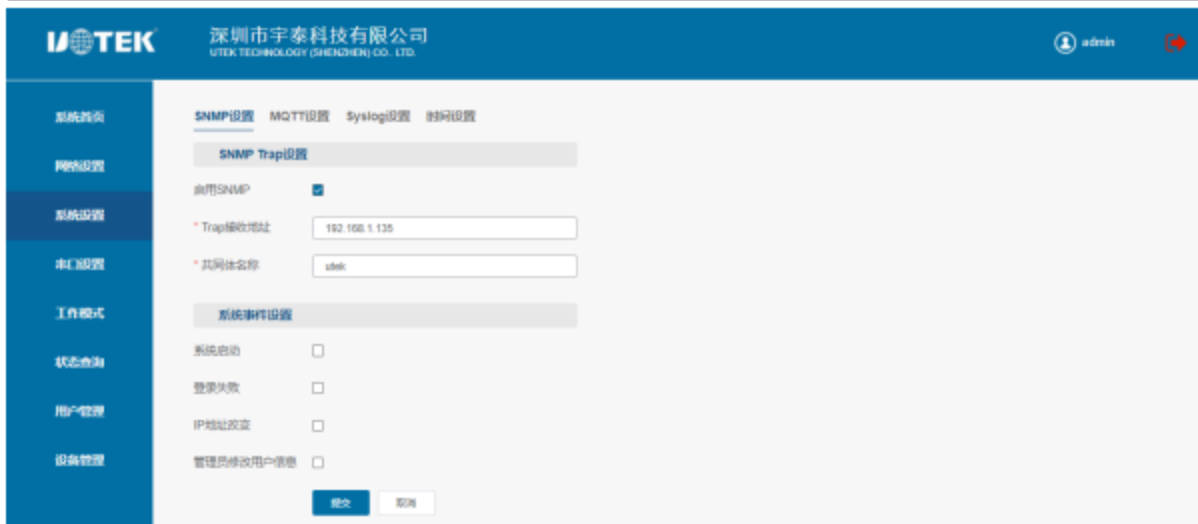 UTEK
深圳市宇泰科技有限公司
UTEK TECHNOLOGY (SHENZHEN) CO. LTD.
admin
系统首页
网络设置
系统设置
串口设置
工作模式
状态查询
用户管理
设备管理
SNMP设置 MQTT设置 Syslog设置 时间设置
SNMP Trap设置
启用SNMP
* Trap接收地址 192.168.1.135
* 共同体名称 utek
系统事件设置
系统启动
登录失败
IP地址改变
管理员修改用户信息
提交 取消